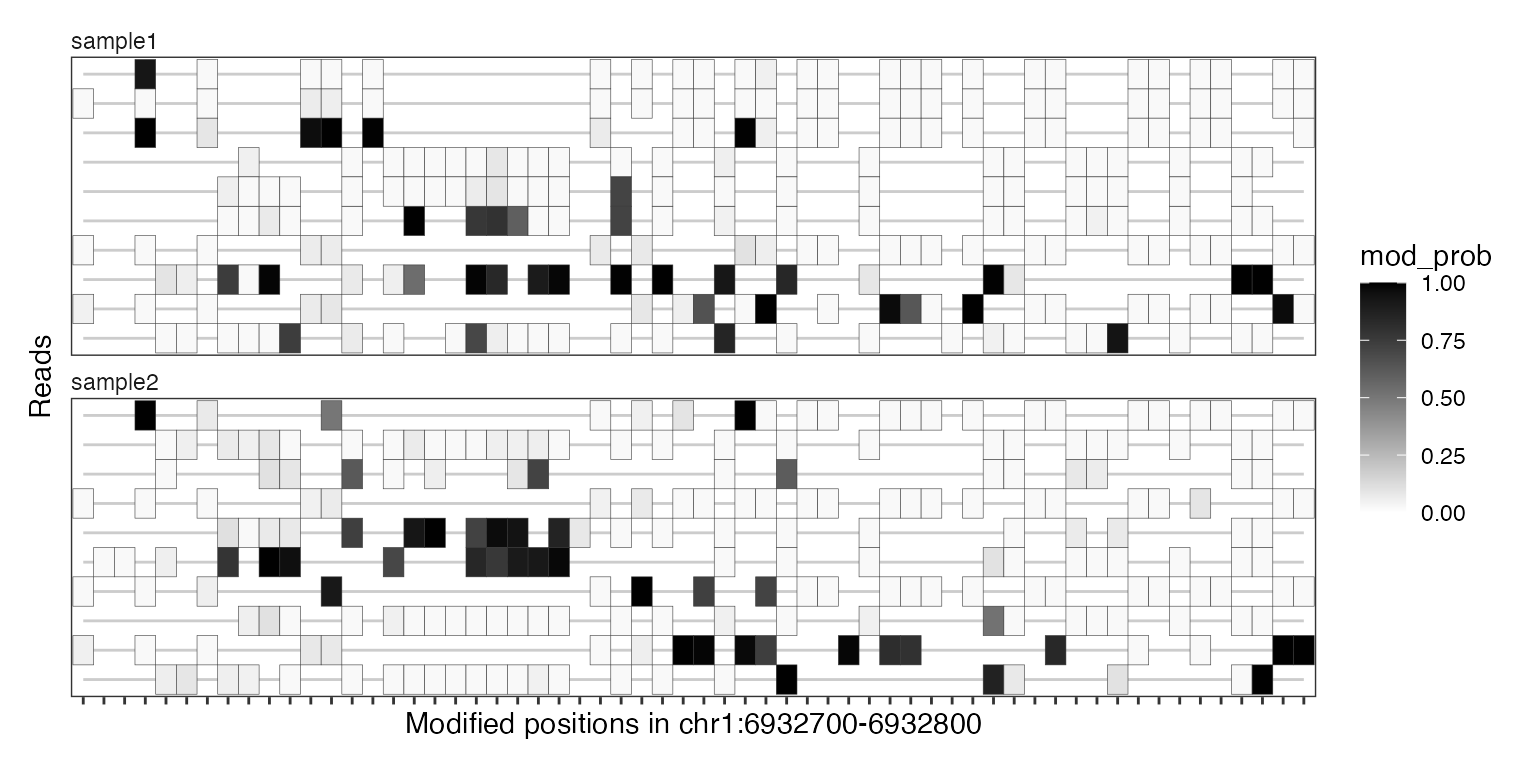 sample1
sample2
Reads
Modified positions in chr1:6932700-6932800
mod_prob
1.00
0.75
0.50
0.25
0.00